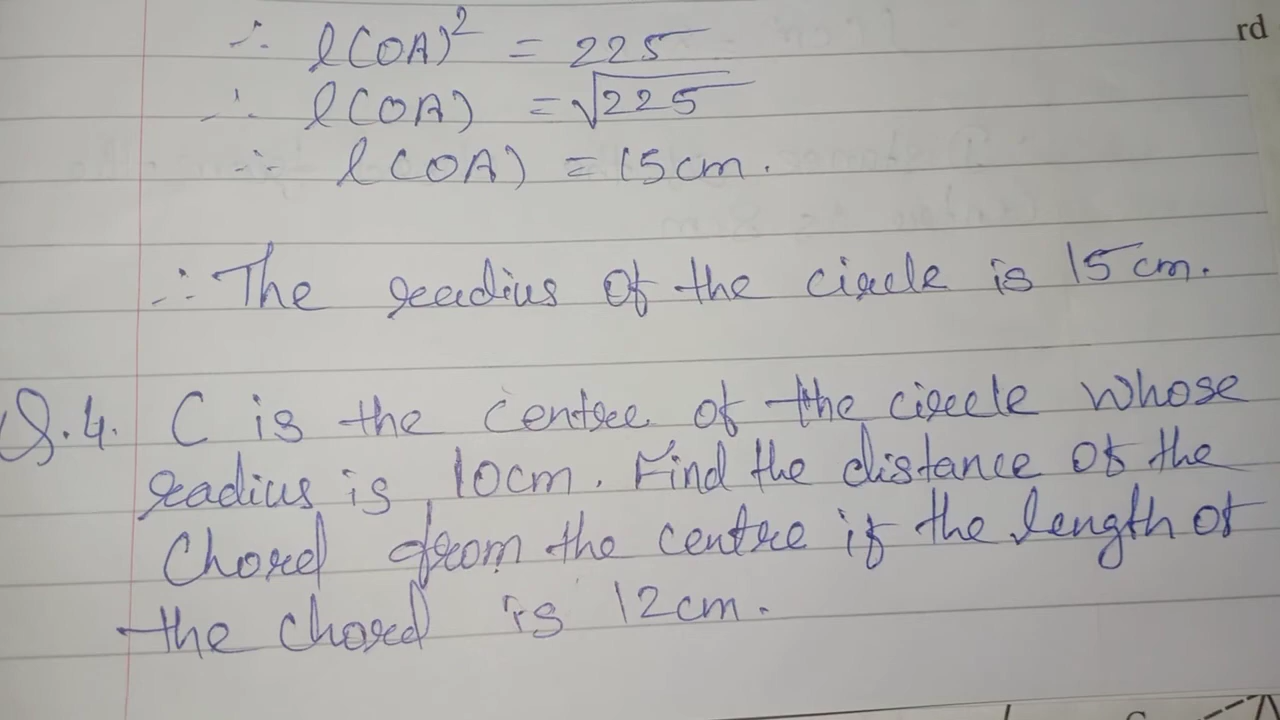 ∴ l(OA)² = 225
rd
∴ l(OA) = √225
∴ l(OA) = 15cm.
∴ The radius of the circle is 15cm.
Q.4. C is the centre of the circle whose
radius is 10cm. Find the distance of the
Chord from the centre if the length of
the chord is 12cm.